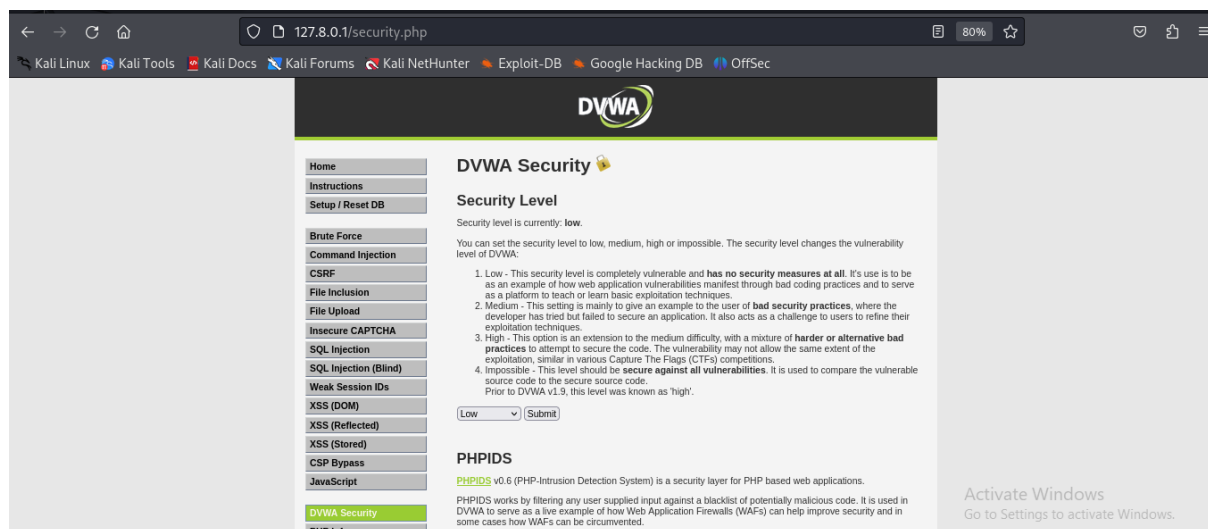 127.8.0.1/security.php
80%
Kali Linux Kali Tools Kali Docs Kali Forums Kali NetHunter Exploit-DB Google Hacking DB OffSec
DVWA
Home
Instructions
Setup / Reset DB
Brute Force
Command Injection
CSRF
File Inclusion
File Upload
Insecure CAPTCHA
SQL Injection
SQL Injection (Blind)
Weak Session IDs
XSS (DOM)
XSS (Reflected)
XSS (Stored)
CSP Bypass
JavaScript
DVWA Security
DVWA Security
Security Level
Security level is currently: low.
You can set the security level to low, medium, high or impossible. The security level changes the vulnerability
level of DVWA:
1. Low - This security level is completely vulnerable and has no security measures at all. It's use is to be
as an example of how web application vulnerabilities manifest through bad coding practices and to serve
as a platform to teach or learn basic exploitation techniques.
2. Medium - This setting is mainly to give an example to the user of bad security practices, where the
developer has tried but failed to secure an application. It also acts as a challenge to users to refine their
exploitation techniques.
3. High - This option is an extension to the medium difficulty, with a mixture of harder or alternative bad
practices to attempt to secure the code. The vulnerability may not allow the same extent of the
exploitation, similar in various Capture The Flags (CTFs) competitions.
4. Impossible - This level should be secure against all vulnerabilities. It is used to compare the vulnerable
source code to the secure source code.
Prior to DVWA v1.9, this level was known as 'high'.
Low Submit
PHPIDS
PHPIDS v0.6 (PHP-Intrusion Detection System) is a security layer for PHP based web applications.
PHPIDS works by filtering any user supplied input against a blacklist of potentially malicious code. It is used in
DVWA to serve as a live example of how Web Application Firewalls (WAFs) can help improve security and in
some cases how WAFs can be circumvented.
Activate Windows
Go to Settings to activate Windows.